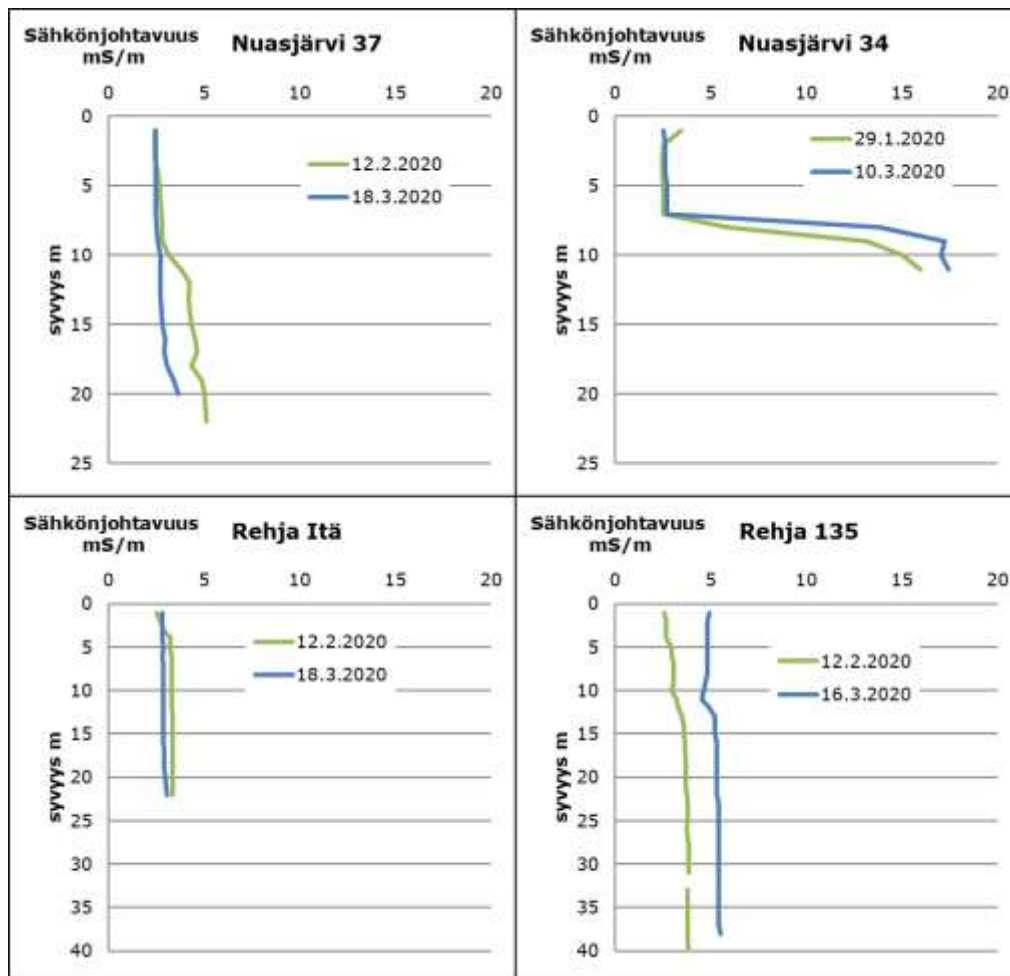 Sähkönjohtavuus
mS/m
Nuasjärvi 37
0 5 10 15 20
0
5
10
15
20
25
syvyys m
12.2.2020
18.3.2020
Sähkönjohtavuus
mS/m
Nuasjärvi 34
0 5 10 15 20
0
5
10
15
20
25
syvyys m
29.1.2020
10.3.2020
Sähkönjohtavuus
mS/m
Rehja Itä
0 5 10 15 20
0
5
10
15
20
25
30
35
40
syvyys m
12.2.2020
18.3.2020
Sähkönjohtavuus
mS/m
Rehja 135
0 5 10 15 20
0
5
10
15
20
25
30
35
40
syvyys m
12.2.2020
16.3.2020